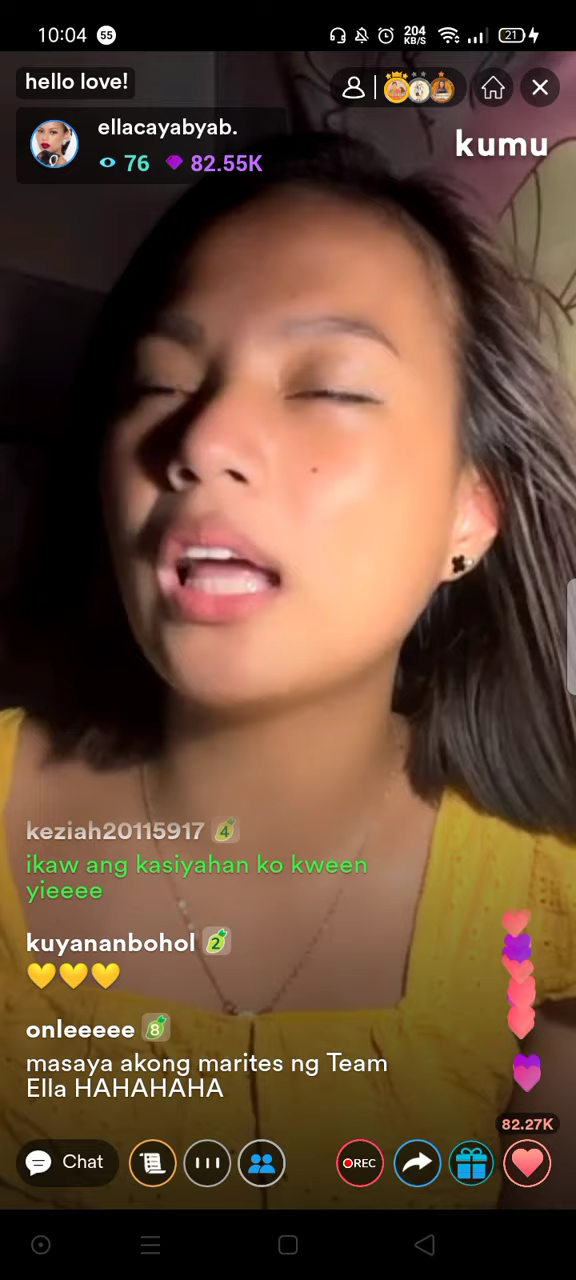 10:04 55 204 KB/S 21
hello love!
ellacayabyab.
76 82.55K
kumu
keziah20115917 4
ikaw ang kasiyahan ko kween
yieeee
kuyananbohol 2
💛💛💛
onleeeee 8
masaya akong marites ng Team
Ella HAHAHAHA
82.27K
Chat REC